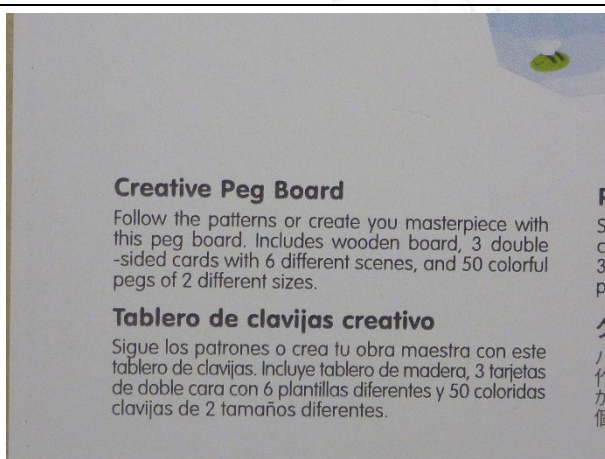 Creative Peg Board
Follow the patterns or create you masterpiece with
this peg board. Includes wooden board, 3 double
-sided cards with 6 different scenes, and 50 colorful
pegs of 2 different sizes.
Tablero de clavijas creativo
Sigue los patrones o crea tu obra maestra con este
tablero de clavijas. Incluye tablero de madera, 3 tarjetas
de doble cara con 6 plantillas diferentes y 50 coloridas
clavijas de 2 tamaños diferentes.